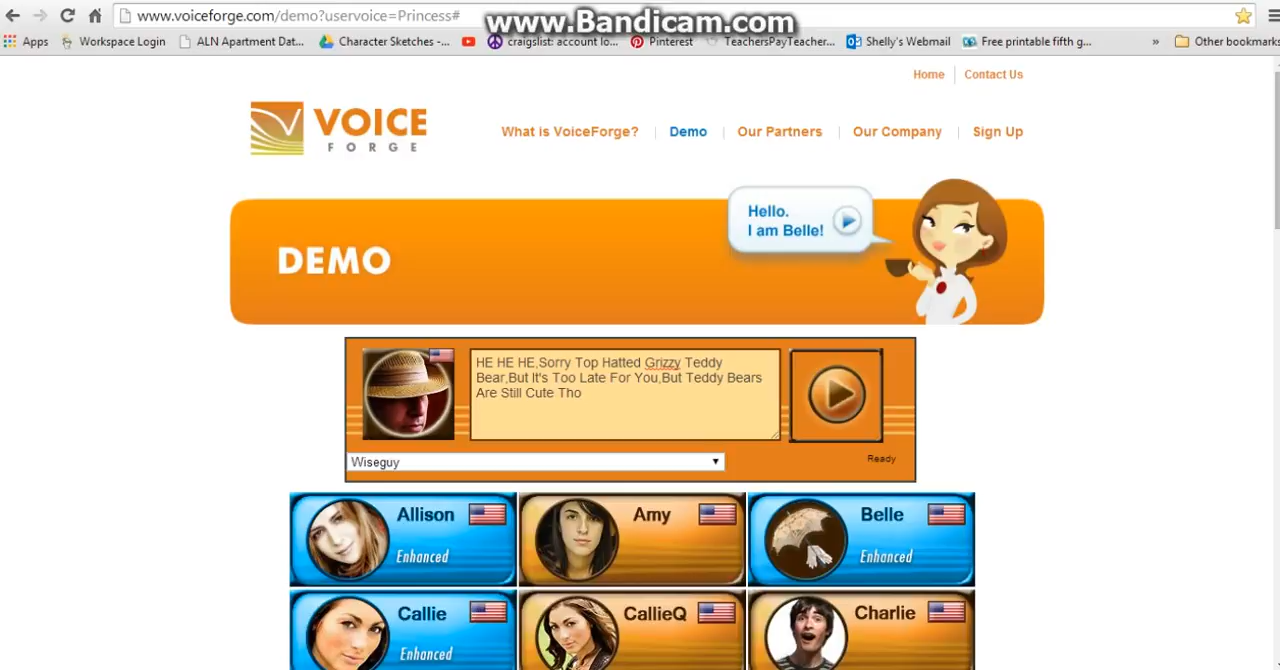 www.voiceforge.com/demo?uservoice=Princess#
www.Bandicam.com
Apps
Workspace Login
ALN Apartment Dat...
Character Sketches -...
craigslist: account lo...
Pinterest
TeachersPayTeacher...
Shelly's Webmail
Free printable fifth g...
»
Other bookmarks
Home
Contact Us
VOICE
FORGE
What is VoiceForge?
Demo
Our Partners
Our Company
Sign Up
Hello.
I am Belle!
DEMO
HE HE HE,Sorry Top Hatted Grizzy Teddy
Bear,But It's Too Late For You,But Teddy Bears
Are Still Cute Tho
Wiseguy
Ready
Allison
Enhanced
Amy
Belle
Enhanced
Callie
Enhanced
CallieQ
Charlie